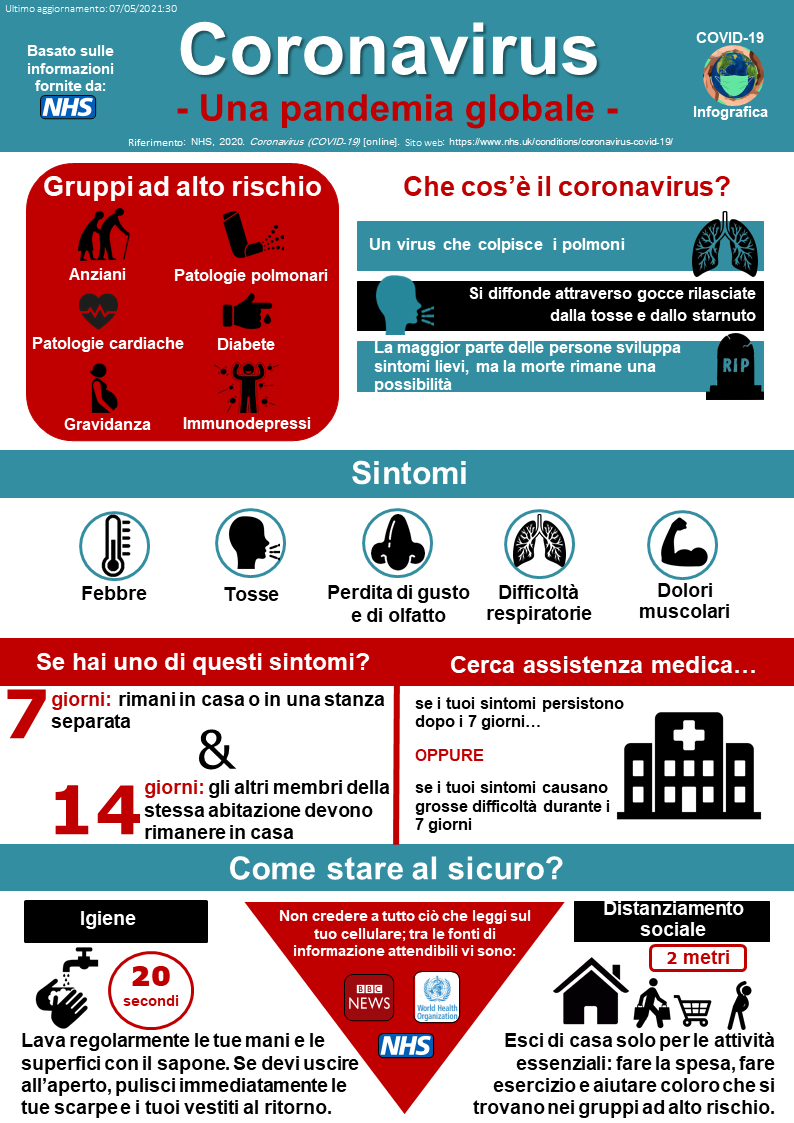 Ultimo aggiornamento: 07/05/2021:30
Basato sulle
informazioni
fornite da:
NHS
Coronavirus
- Una pandemia globale -
COVID-19
Infografica
Riferimento: NHS, 2020. Coronavirus (COVID-19) [online]. Sito web: https://www.nhs.uk/conditions/coronavirus-covid-19/
Gruppi ad alto rischio
Anziani
Patologie polmonari
Patologie cardiache
Diabete
Gravidanza
Immunodepressi
Che cos’è il coronavirus?
Un virus che colpisce i polmoni
Si diffonde attraverso gocce rilasciate
dalla tosse e dallo starnuto
La maggior parte delle persone sviluppa
sintomi lievi, ma la morte rimane una
possibilità
RIP
Sintomi
Febbre
Tosse
Perdita di gusto
e di olfatto
Difficoltà
respiratorie
Dolori
muscolari
Se hai uno di questi sintomi?
7 giorni: rimani in casa o in una stanza
separata
&
14 giorni: gli altri membri della
stessa abitazione devono
rimanere in casa
Cerca assistenza medica…
se i tuoi sintomi persistono
dopo i 7 giorni…
OPPURE
se i tuoi sintomi causano
grosse difficoltà durante i
7 giorni
Come stare al sicuro?
Igiene
20
secondi
Lava regolarmente le tue mani e le
superfici con il sapone. Se devi uscire
all’aperto, pulisci immediatamente le
tue scarpe e i tuoi vestiti al ritorno.
Non credere a tutto ciò che leggi sul
tuo cellulare; tra le fonti di
informazione attendibili vi sono:
BBC
NEWS
World Health
Organization
NHS
Distanziamento
sociale
2 metri
Esci di casa solo per le attività
essenziali: fare la spesa, fare
esercizio e aiutare coloro che si
trovano nei gruppi ad alto rischio.